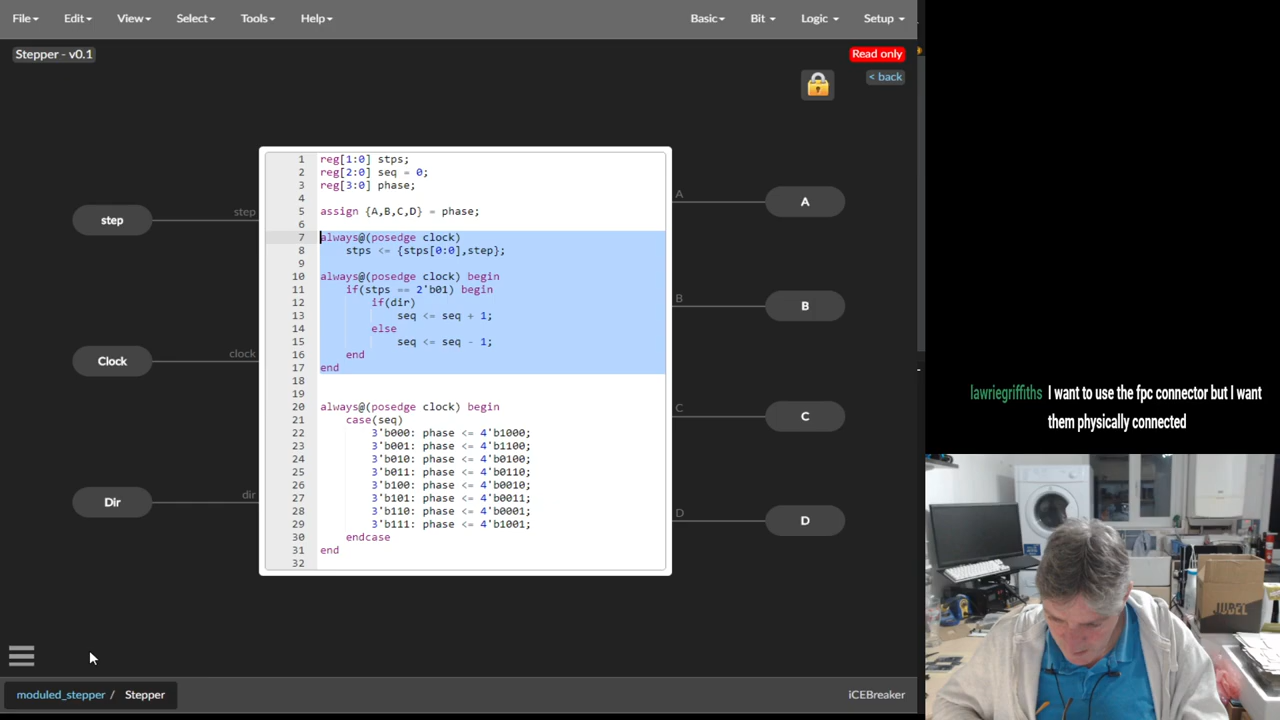 File Edit View Select Tools Help Basic Bit Logic Setup
Stepper - v0.1
Read only
< back
1 reg[1:0] stps;
2 reg[2:0] seq = 0;
3 reg[3:0] phase;
4
5 assign {A,B,C,D} = phase;
6
7 always@(posedge clock)
8 stps <= {stps[0:0],step};
9
10 always@(posedge clock) begin
11 if(stps == 2'b01) begin
12 if(dir)
13 seq <= seq + 1;
14 else
15 seq <= seq - 1;
16 end
17 end
18
19
20 always@(posedge clock) begin
21 case(seq)
22 3'b000: phase <= 4'b1000;
23 3'b001: phase <= 4'b1100;
24 3'b010: phase <= 4'b0100;
25 3'b011: phase <= 4'b0110;
26 3'b100: phase <= 4'b0010;
27 3'b101: phase <= 4'b0011;
28 3'b110: phase <= 4'b0001;
29 3'b111: phase <= 4'b1001;
30 endcase
31 end
32
step step
Clock clock
Dir dir
A A
B B
C C
D D
lawriegriffiths I want to use the fpc connector but I want
them physically connected
moduled_stepper / Stepper
iCEBreaker